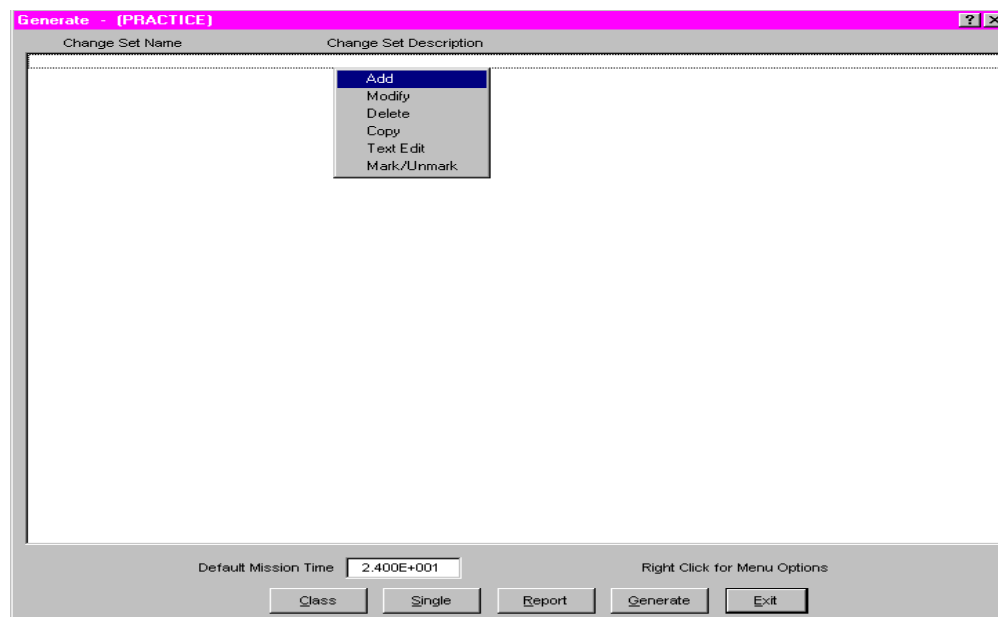 Generate - (PRACTICE)
Change Set Name Change Set Description
Add
Modify
Delete
Copy
Text Edit
Mark/Unmark
Default Mission Time 2.400E+001 Right Click for Menu Options
Class Single Report Generate Exit